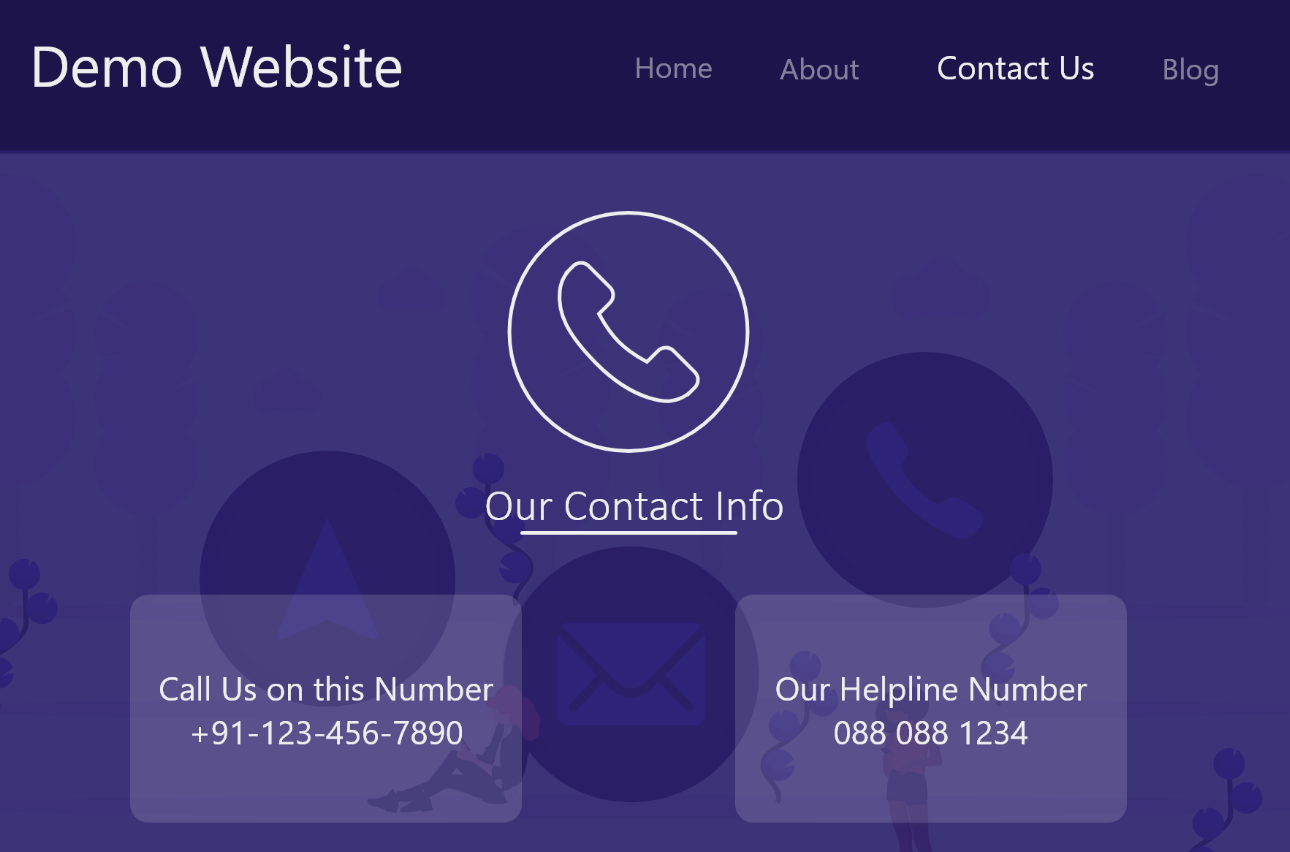 Demo Website
Home About Contact Us Blog
Our Contact Info
Call Us on this Number
+91-123-456-7890
Our Helpline Number
088 088 1234